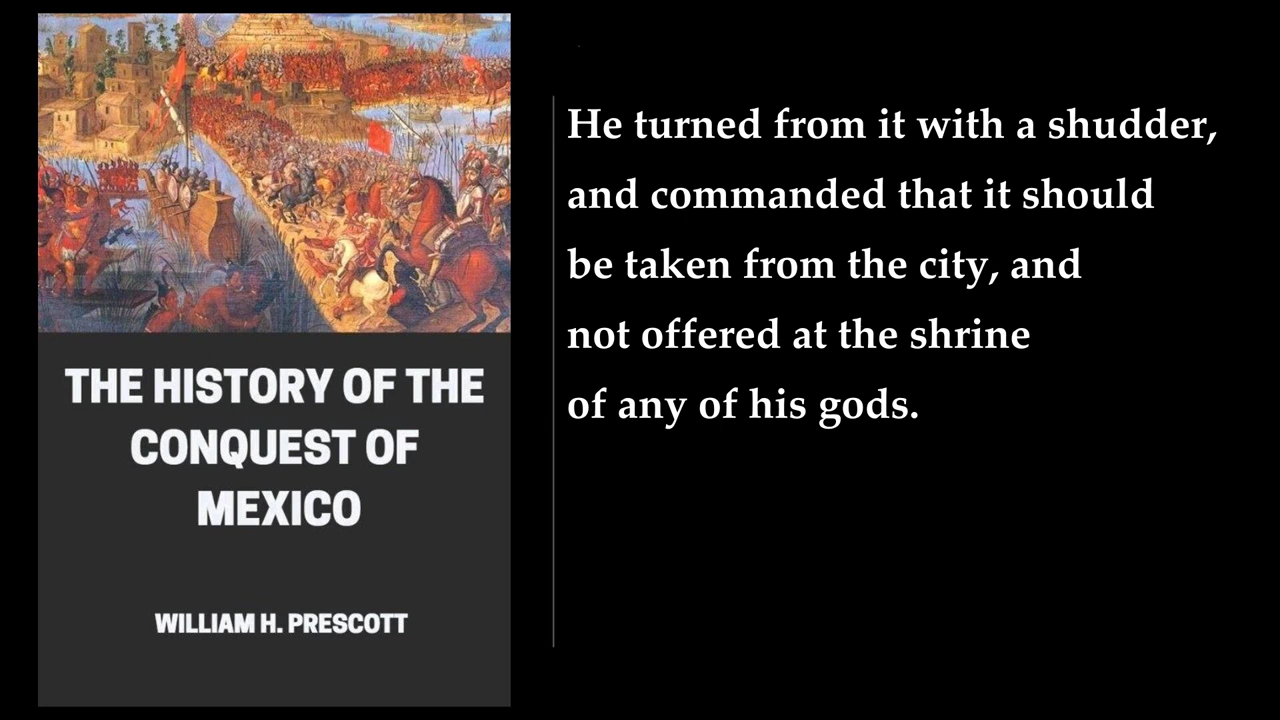 THE HISTORY OF THE
CONQUEST OF
MEXICO
WILLIAM H. PRESCOTT
He turned from it with a shudder,
and commanded that it should
be taken from the city, and
not offered at the shrine
of any of his gods.